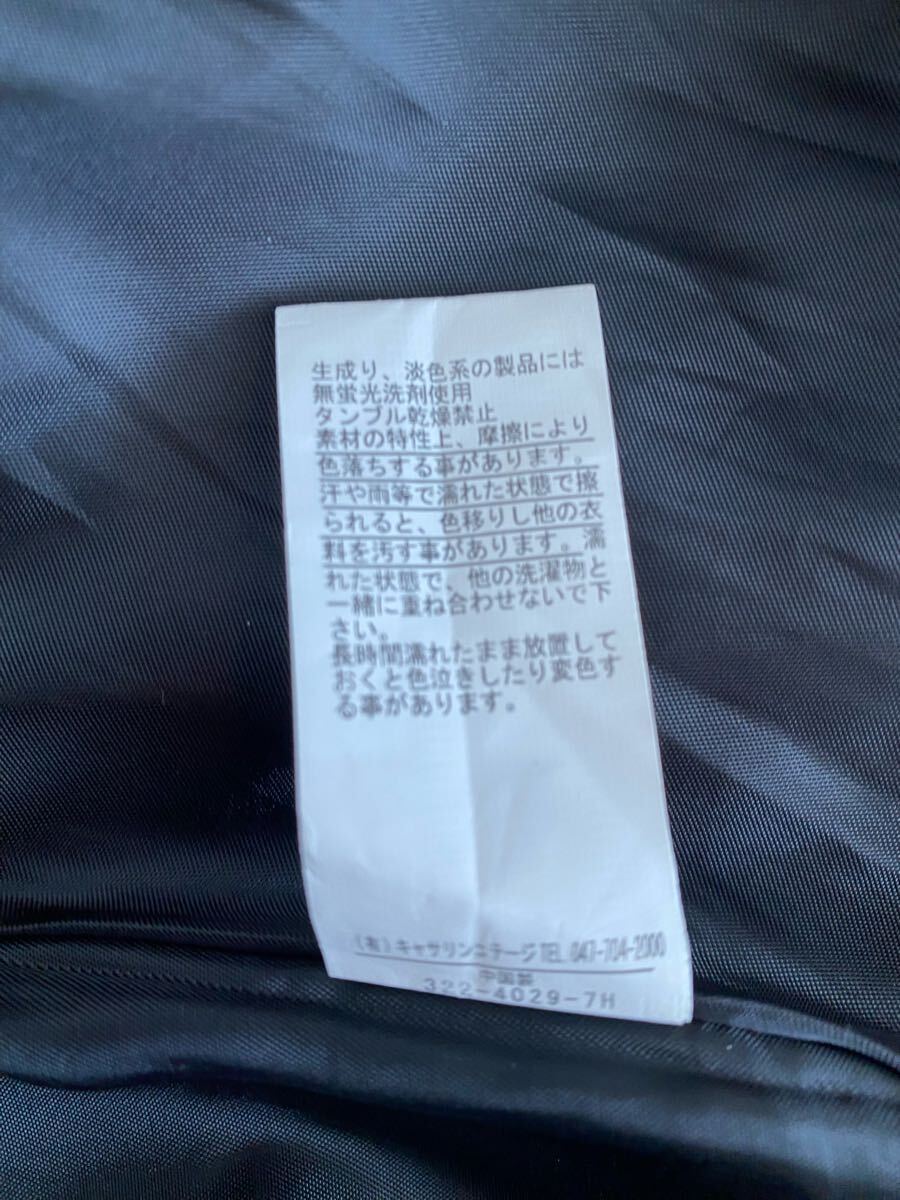 生成り、淡色系の製品には
無蛍光洗剤使用
タンブル乾燥禁止
素材の特性上、摩擦により
色落ちする事があります。
汗や雨等で濡れた状態で擦
られると、色移りし他の衣
料を汚す事があります。濡
れた状態で、他の洗濯物と
一緒に重ね合わせないで下
さい。
長時間濡れたまま放置して
おくと色泣きしたり変色す
る事があります。
(有)キャサリンコテージTEL 047-704-2000
中国製
322-4029-7H